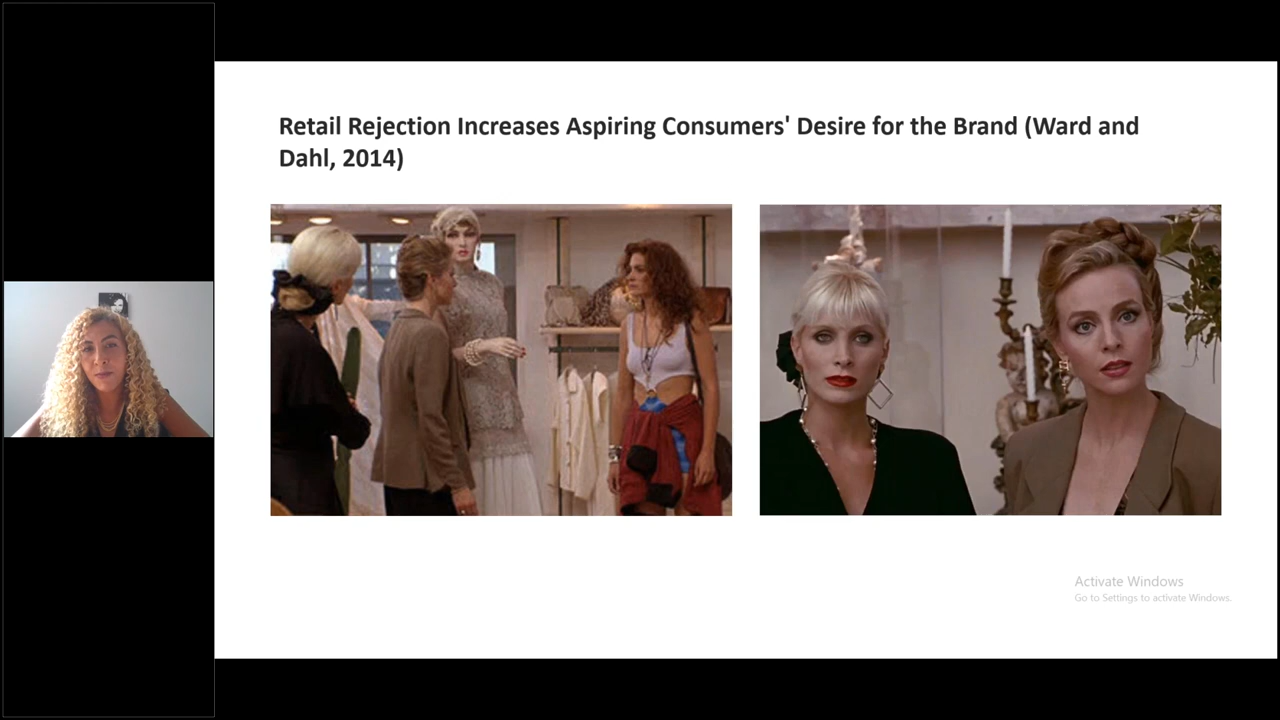 Retail Rejection Increases Aspiring Consumers' Desire for the Brand (Ward and
Dahl, 2014)
Activate Windows
Go to Settings to activate Windows.